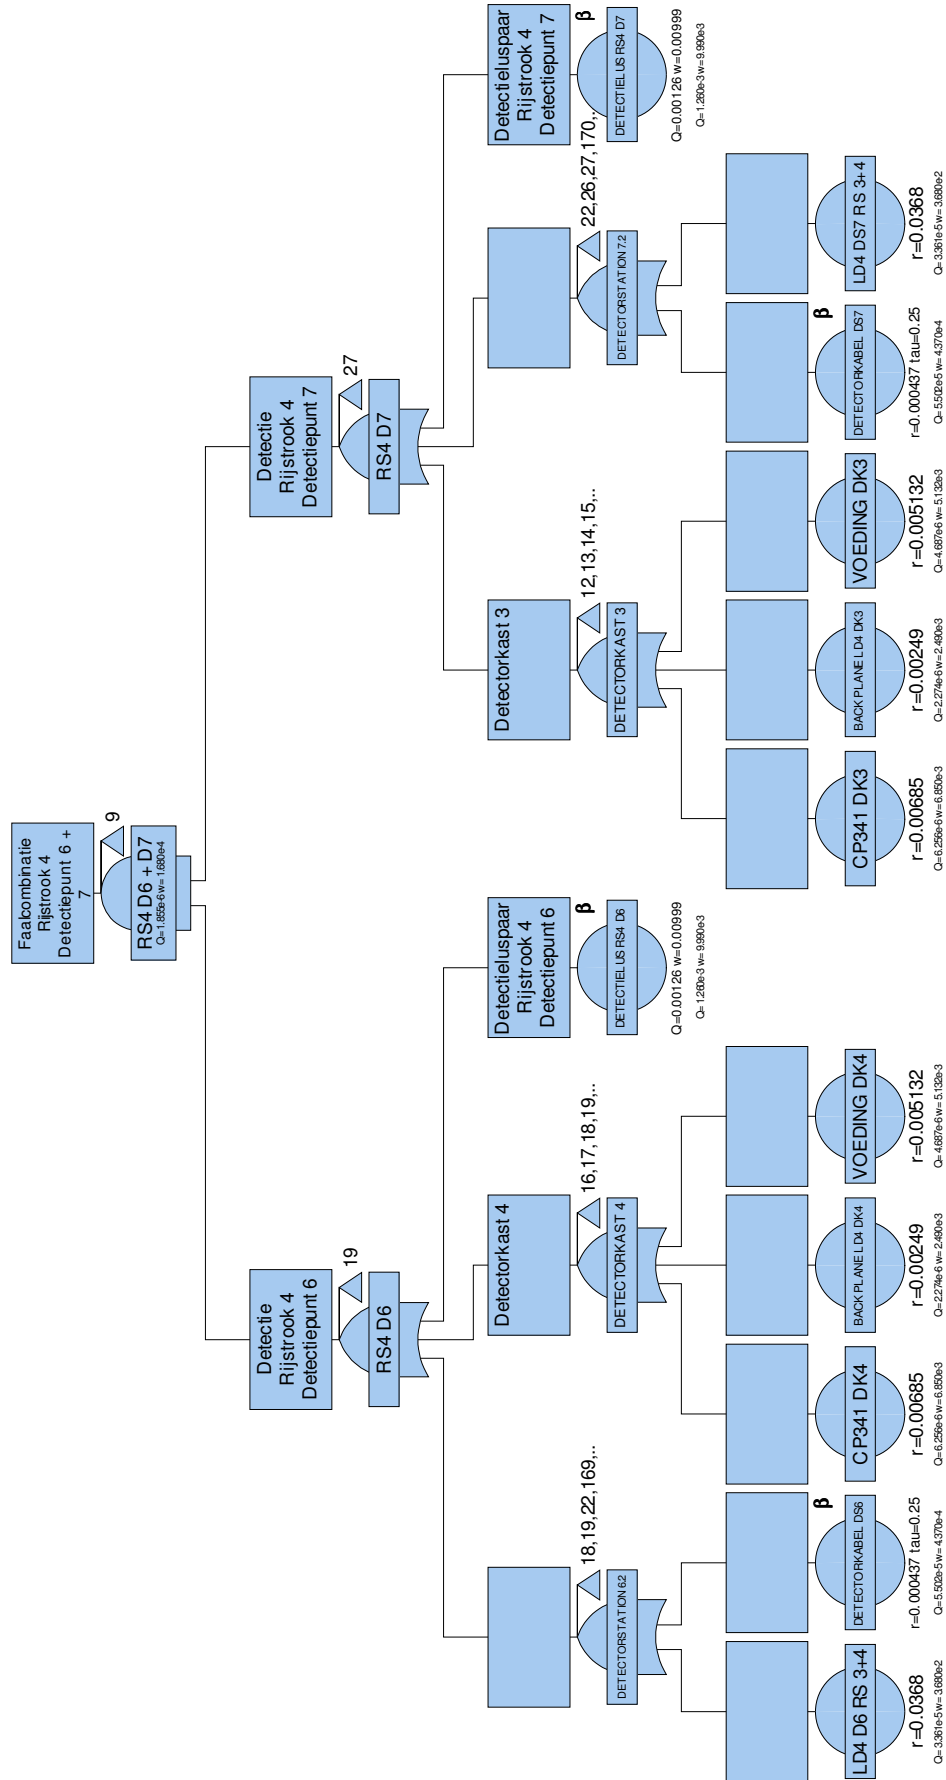 Faalcombinatie
Rijstrook 4
Detectiepunt 6 +
7
9
RS4 D6 + D7
Q=1.855e-6 w= 1.680e-4
Detectie
Rijstrook 4
Detectiepunt 6
19
RS4 D6
Detectie
Rijstrook 4
Detectiepunt 7
27
RS4 D7
18,19,22,169,..
DETECTORSTATION 6.2
Detectorkast 4
16,17,18,19,..
DETECTORKAST 4
Detectieluspaar
Rijstrook 4
Detectiepunt 6
β
DETECTIELUS RS4 D6
Q=0.00126 w=0.00999
Q=1.260e-3 w= 9.990e-3
Detectorkast 3
12,13,14,15,..
DETECTORKAST 3
22,26,27,170,..
DETECTORSTATION 7.2
Detectieluspaar
Rijstrook 4
Detectiepunt 7
β
DETECTIELUS RS4 D7
Q=0.00126 w=0.00999
Q=1.260e-3 w= 9.990e-3
LD4 D6 RS 3+4
r=0.0368
Q=3.361e-5 w= 3.680e-2
β
DETECTORKABEL DS6
r=0.000437 tau=0.25
Q=5.502e-5 w= 4.370e-4
CP341 DK4
r=0.00685
Q=6.256e-6 w= 6.850e-3
BACKPLANE LD4 DK4
r=0.00249
Q=2.274e-6 w= 2.490e-3
VOEDING DK4
r=0.005132
Q=4.687e-6 w= 5.132e-3
CP341 DK3
r=0.00685
Q=6.256e-6 w= 6.850e-3
BACKPLANE LD4 DK3
r=0.00249
Q=2.274e-6 w= 2.490e-3
VOEDING DK3
r=0.005132
Q=4.687e-6 w= 5.132e-3
β
DETECTORKABEL DS7
r=0.000437 tau=0.25
Q=5.502e-5 w= 4.370e-4
LD4 DS7 RS 3+4
r=0.0368
Q=3.361e-5 w= 3.680e-2